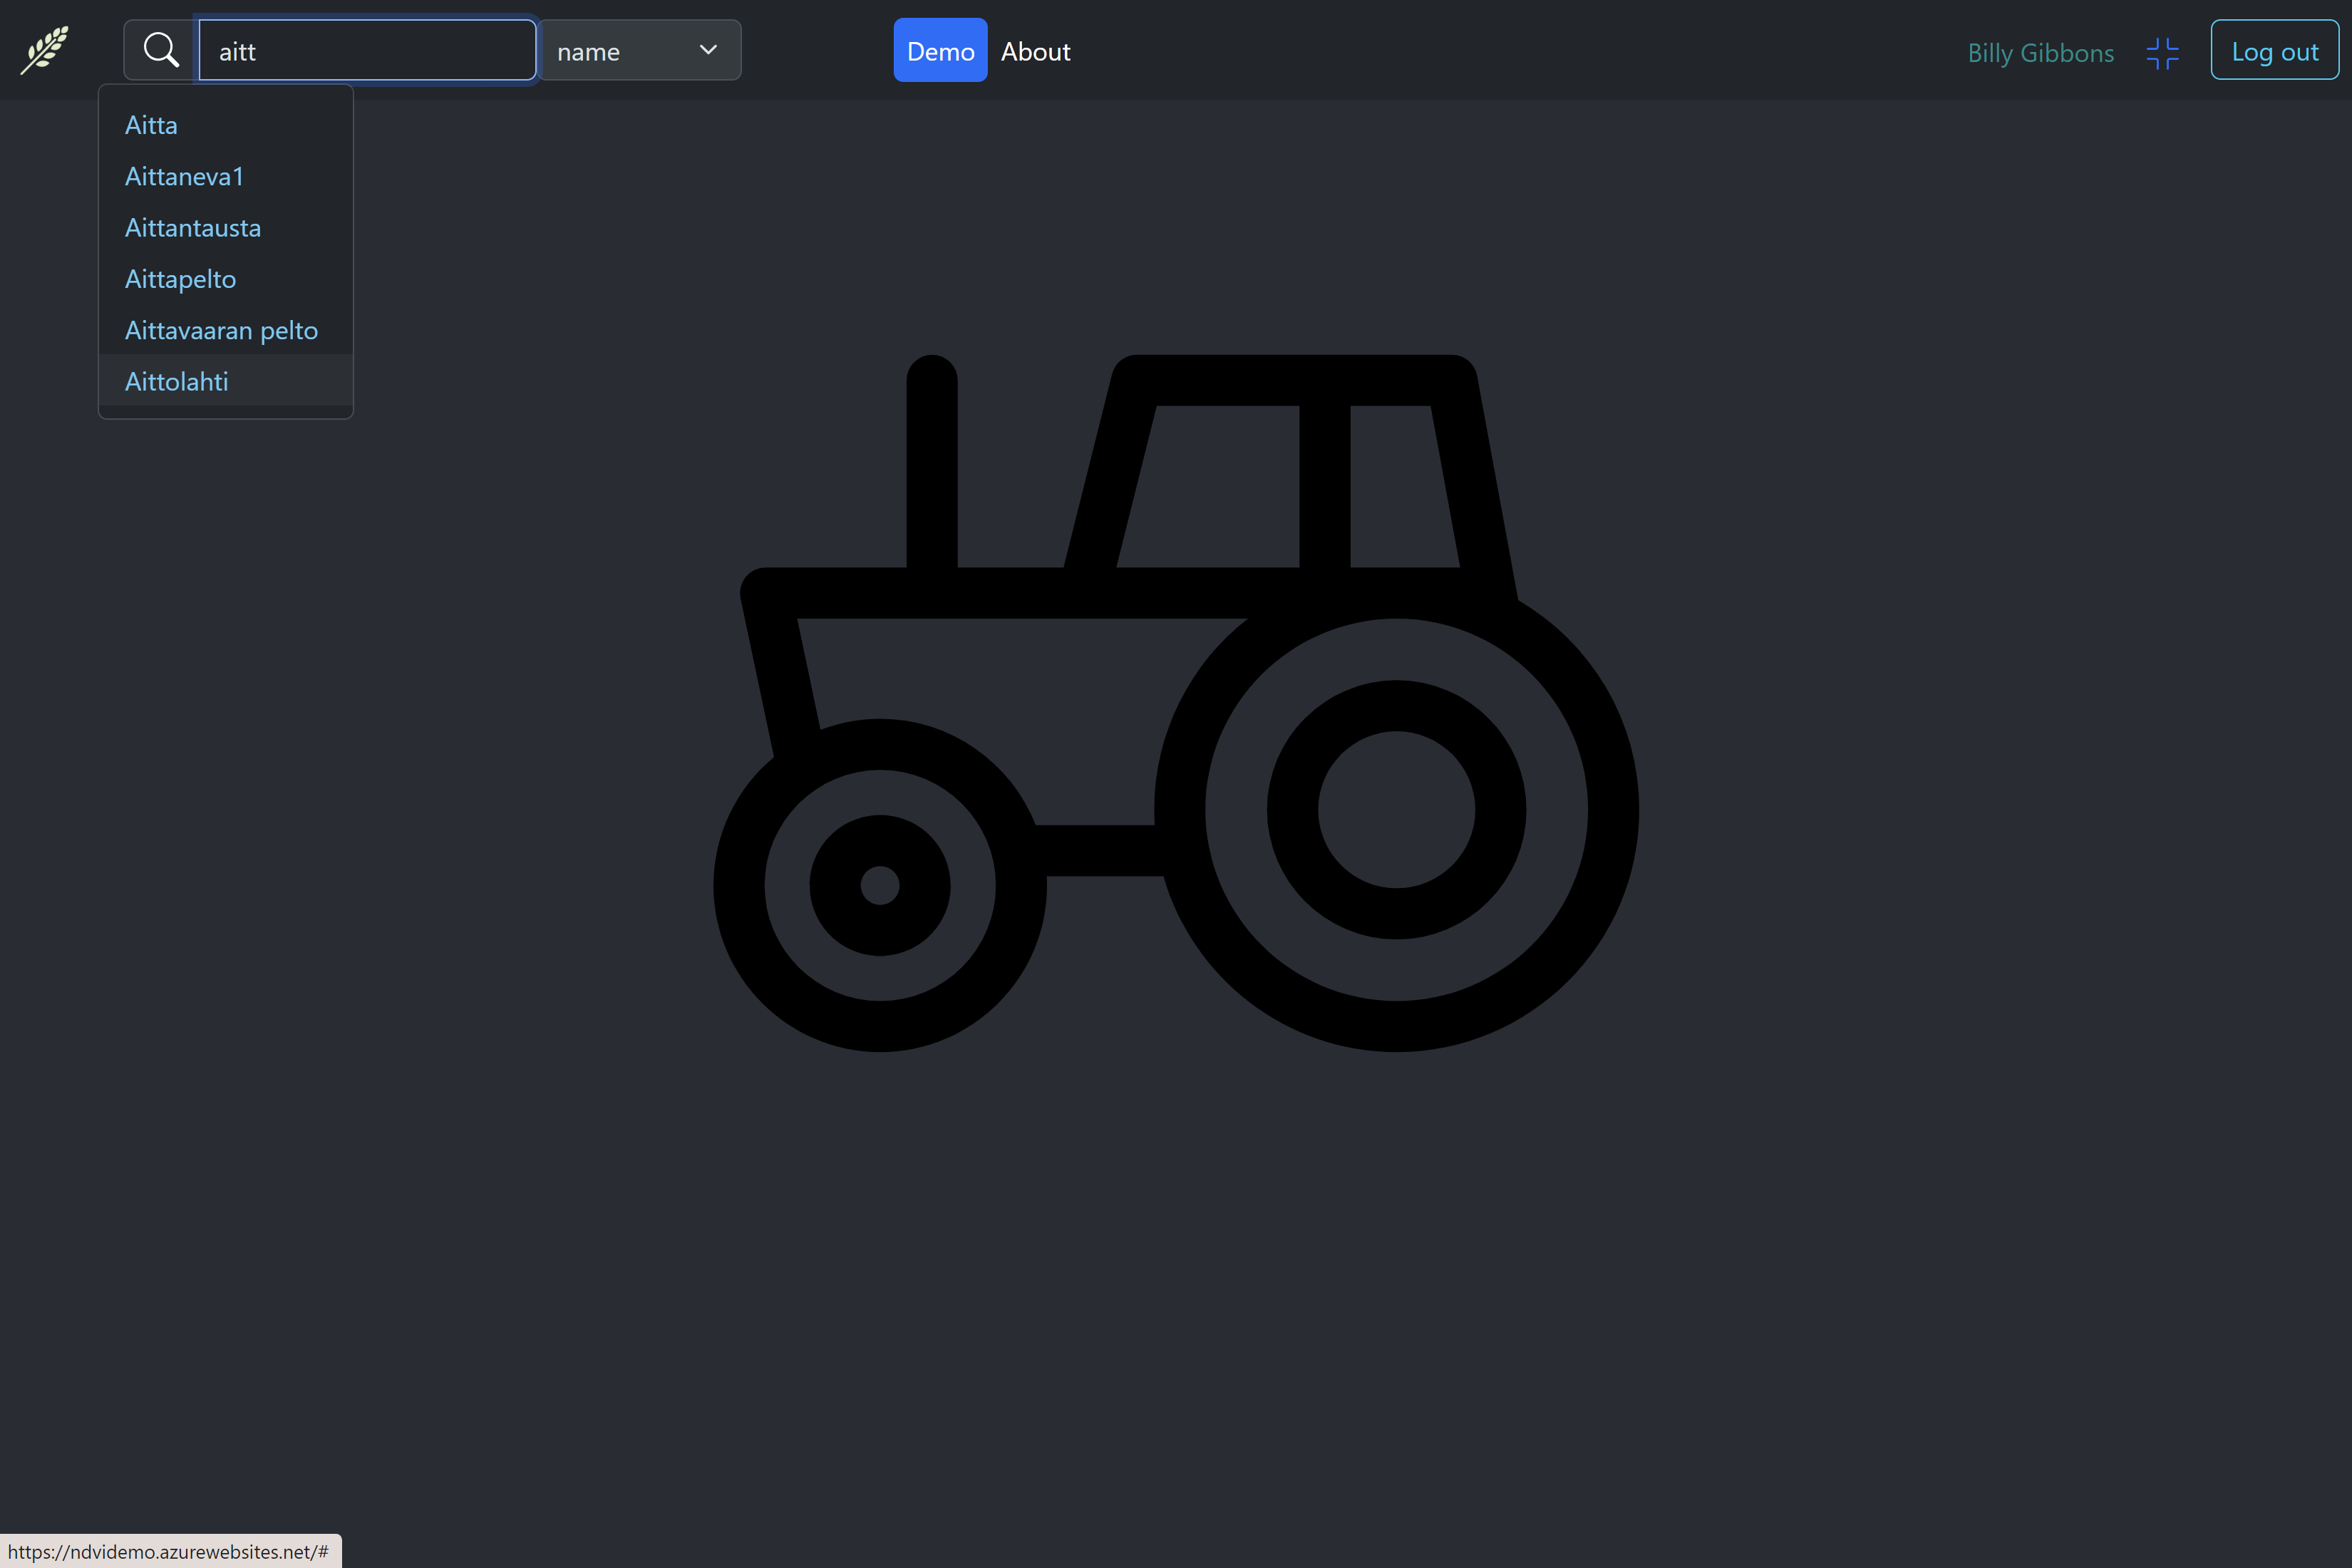 aitt
name
Demo
About
Billy Gibbons
Log out
Aitta
Aittaneva1
Aittantausta
Aittapelto
Aittavaaran pelto
Aittolahti
https://ndvidemo.azurewebsites.net/#